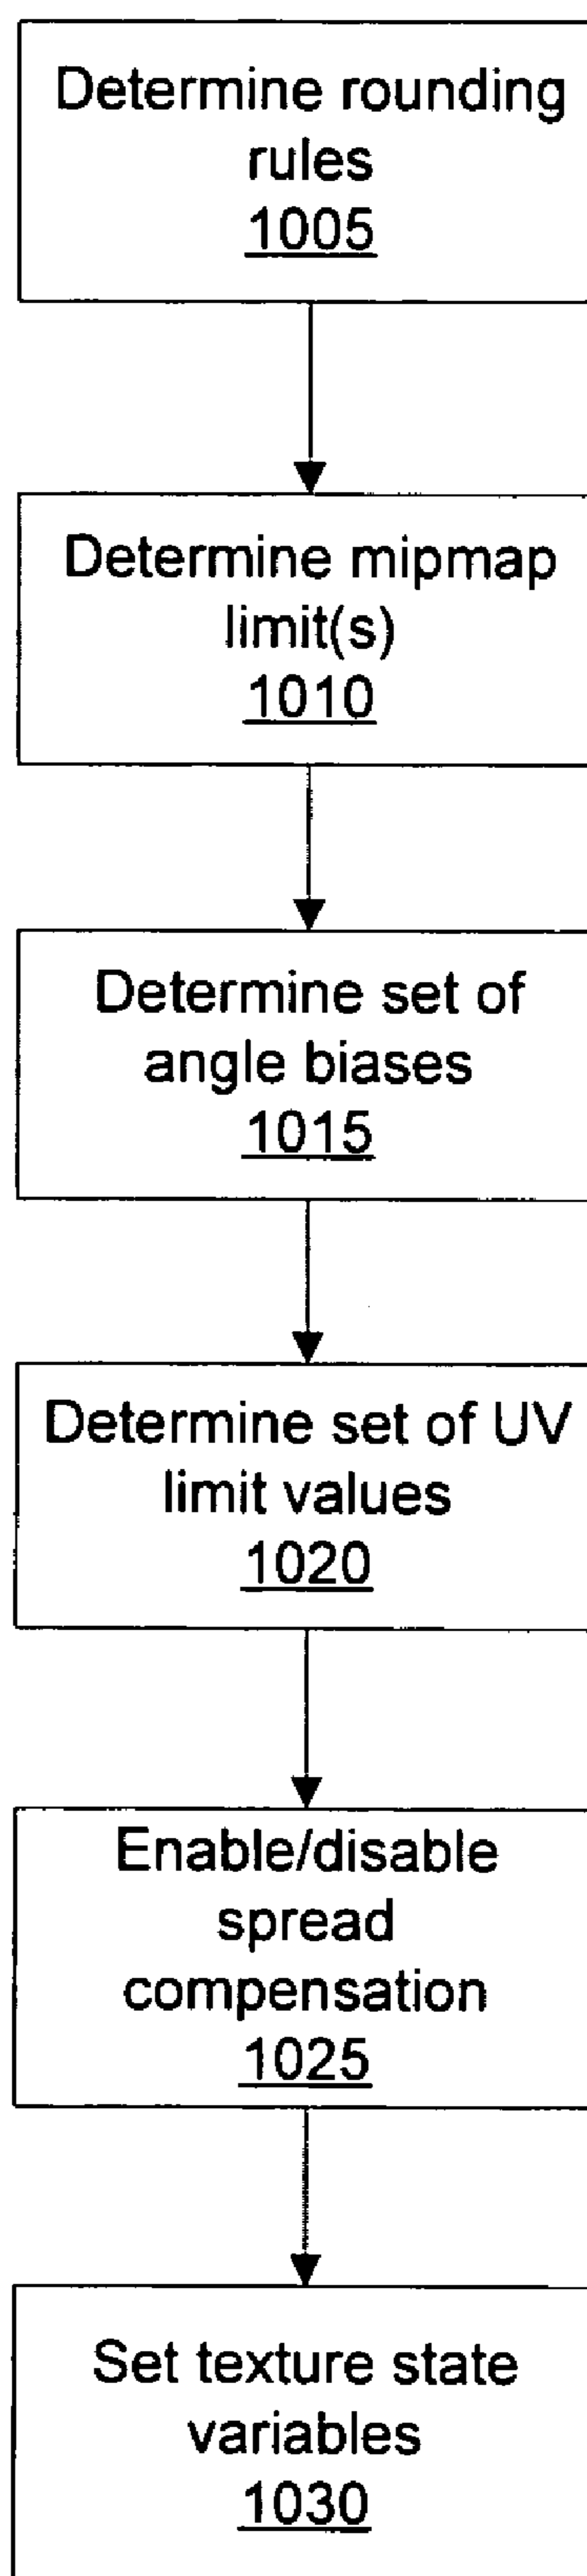 Determine rounding
rules
1005
Determine mipmap
limit(s)
1010
Determine set of
angle biases
1015
Determine set of UV
limit values
1020
Enable/disable
spread
compensation
1025
Set texture state
variables
1030